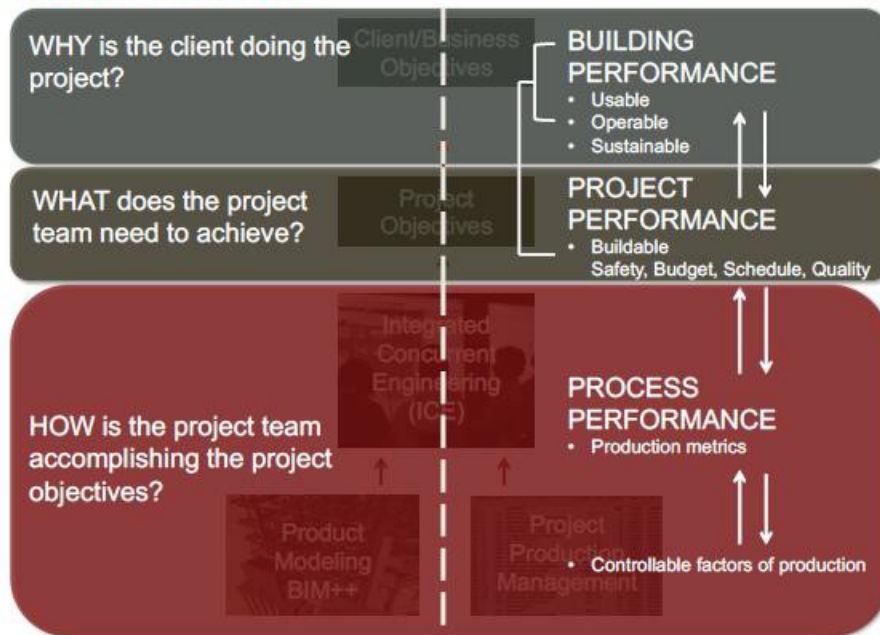 WHY is the client doing the
project?
Client/Business
Objectives
BUILDING
PERFORMANCE
• Usable
• Operable
• Sustainable
WHAT does the project
team need to achieve?
Project
Objectives
PROJECT
PERFORMANCE
• Buildable
Safety, Budget, Schedule, Quality
HOW is the project team
accomplishing the project
objectives?
Integrated
Concurrent
Engineering
(ICE)
PROCESS
PERFORMANCE
• Production metrics
Product
Modeling
BIM++
Project
Production
Management
• Controllable factors of production